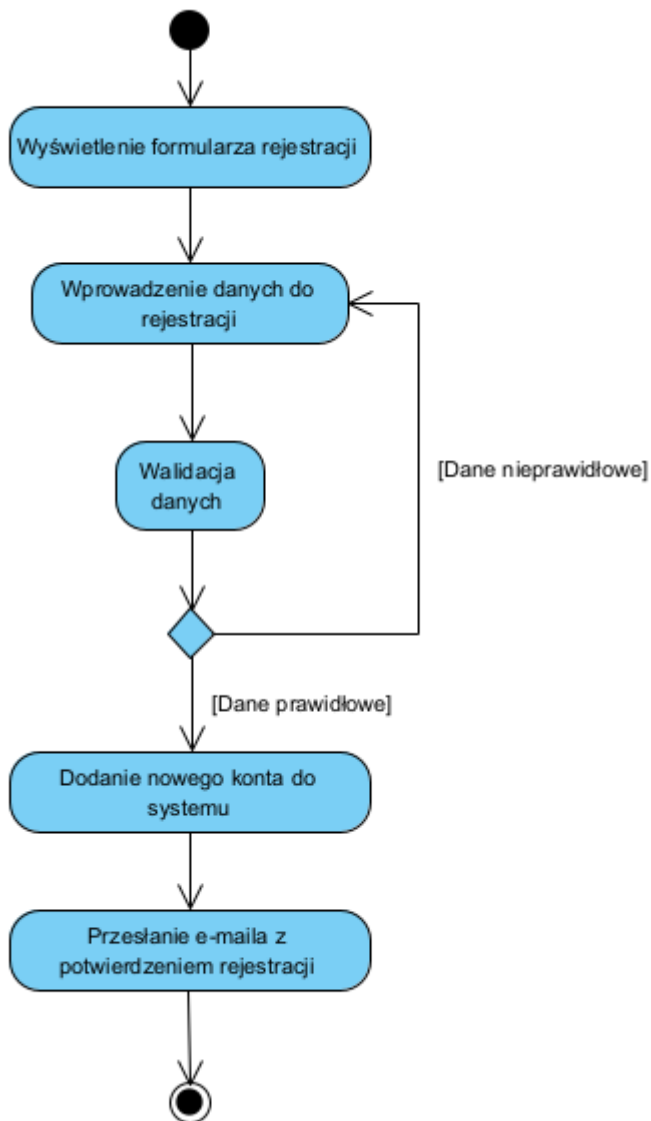 Wyświetlenie formularza rejestracji
Wprowadzenie danych do
rejestracji
Walidacja
danych
[Dane nieprawidłowe]
[Dane prawidłowe]
Dodanie nowego konta do
systemu
Przesłanie e-maila z
potwierdzeniem rejestracji